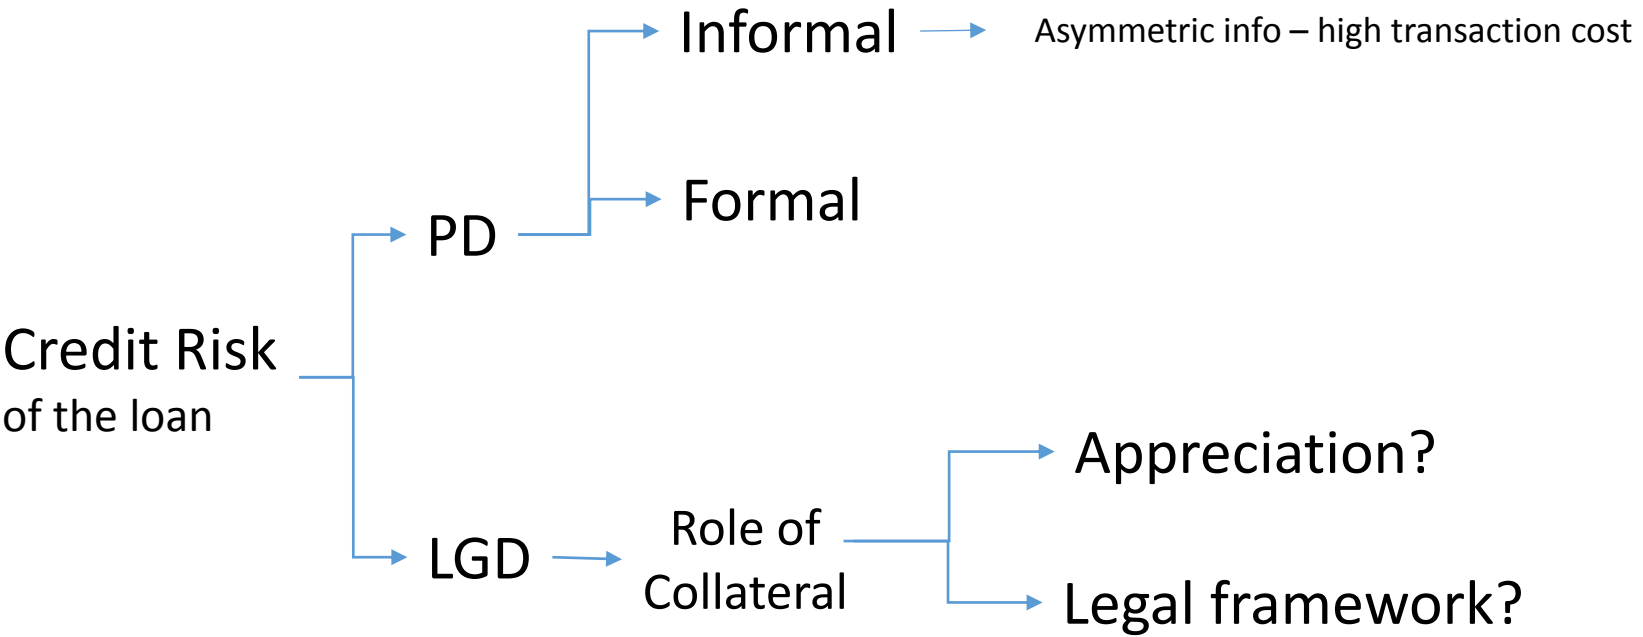 Informal
Asymmetric info – high transaction cost
Formal
PD
Credit Risk
of the loan
Appreciation?
Role of
Collateral
LGD
Legal framework?